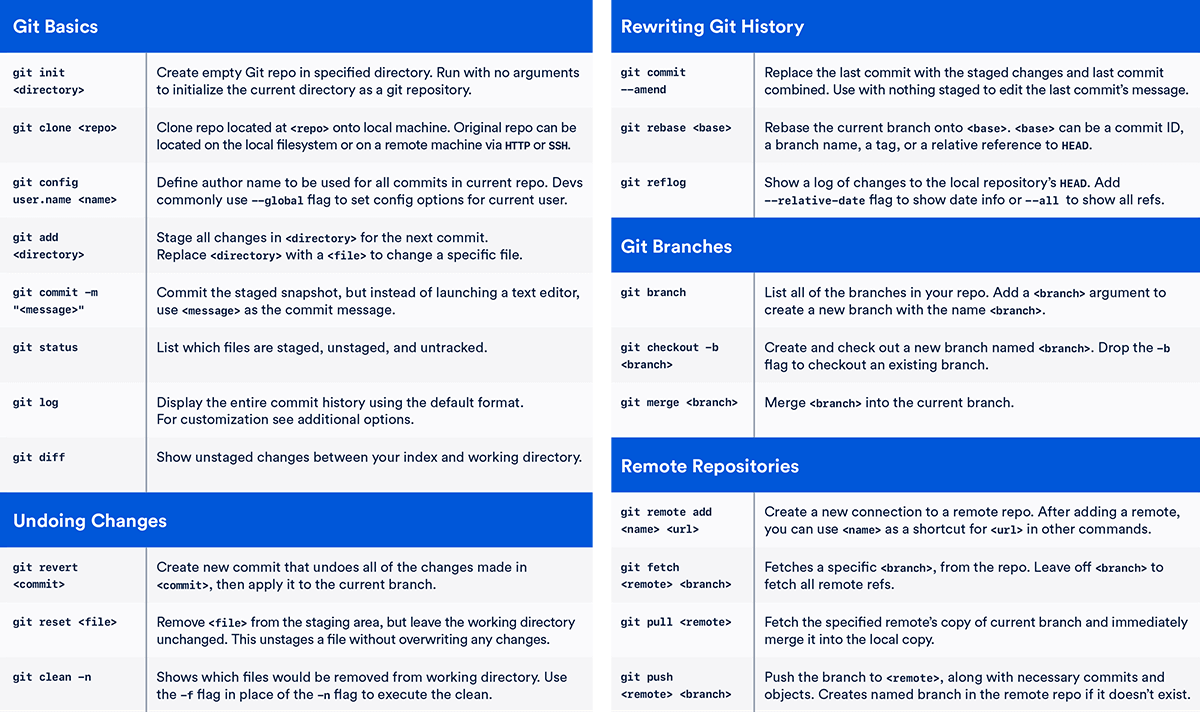 Git Basics
git init
<directory>
Create empty Git repo in specified directory. Run with no arguments
to initialize the current directory as a git repository.
git clone <repo>
Clone repo located at <repo> onto local machine. Original repo can be
located on the local filesystem or on a remote machine via HTTP or SSH.
git config
user.name <name>
Define author name to be used for all commits in current repo. Devs
commonly use --global flag to set config options for current user.
git add
<directory>
Stage all changes in <directory> for the next commit.
Replace <directory> with a <file> to change a specific file.
git commit -m
"<message>"
Commit the staged snapshot, but instead of launching a text editor,
use <message> as the commit message.
git status
List which files are staged, unstaged, and untracked.
git log
Display the entire commit history using the default format.
For customization see additional options.
git diff
Show unstaged changes between your index and working directory.
Undoing Changes
git revert
<commit>
Create new commit that undoes all of the changes made in
<commit>, then apply it to the current branch.
git reset <file>
Remove <file> from the staging area, but leave the working directory
unchanged. This unstages a file without overwriting any changes.
git clean -n
Shows which files would be removed from working directory. Use
the -f flag in place of the -n flag to execute the clean.
Rewriting Git History
git commit
--amend
Replace the last commit with the staged changes and last commit
combined. Use with nothing staged to edit the last commit's message.
git rebase <base>
Rebase the current branch onto <base>. <base> can be a commit ID,
a branch name, a tag, or a relative reference to HEAD.
git reflog
Show a log of changes to the local repository's HEAD. Add
--relative-date flag to show date info or --all to show all refs.
Git Branches
git branch
List all of the branches in your repo. Add a <branch> argument to
create a new branch with the name <branch>.
git checkout -b
<branch>
Create and check out a new branch named <branch>. Drop the -b
flag to checkout an existing branch.
git merge <branch>
Merge <branch> into the current branch.
Remote Repositories
git remote add
<name> <url>
Create a new connection to a remote repo. After adding a remote,
you can use <name> as a shortcut for <url> in other commands.
git fetch
<remote> <branch>
Fetches a specific <branch>, from the repo. Leave off <branch> to
fetch all remote refs.
git pull <remote>
Fetch the specified remote's copy of current branch and immediately
merge it into the local copy.
git push
<remote> <branch>
Push the branch to <remote>, along with necessary commits and
objects. Creates named branch in the remote repo if it doesn't exist.